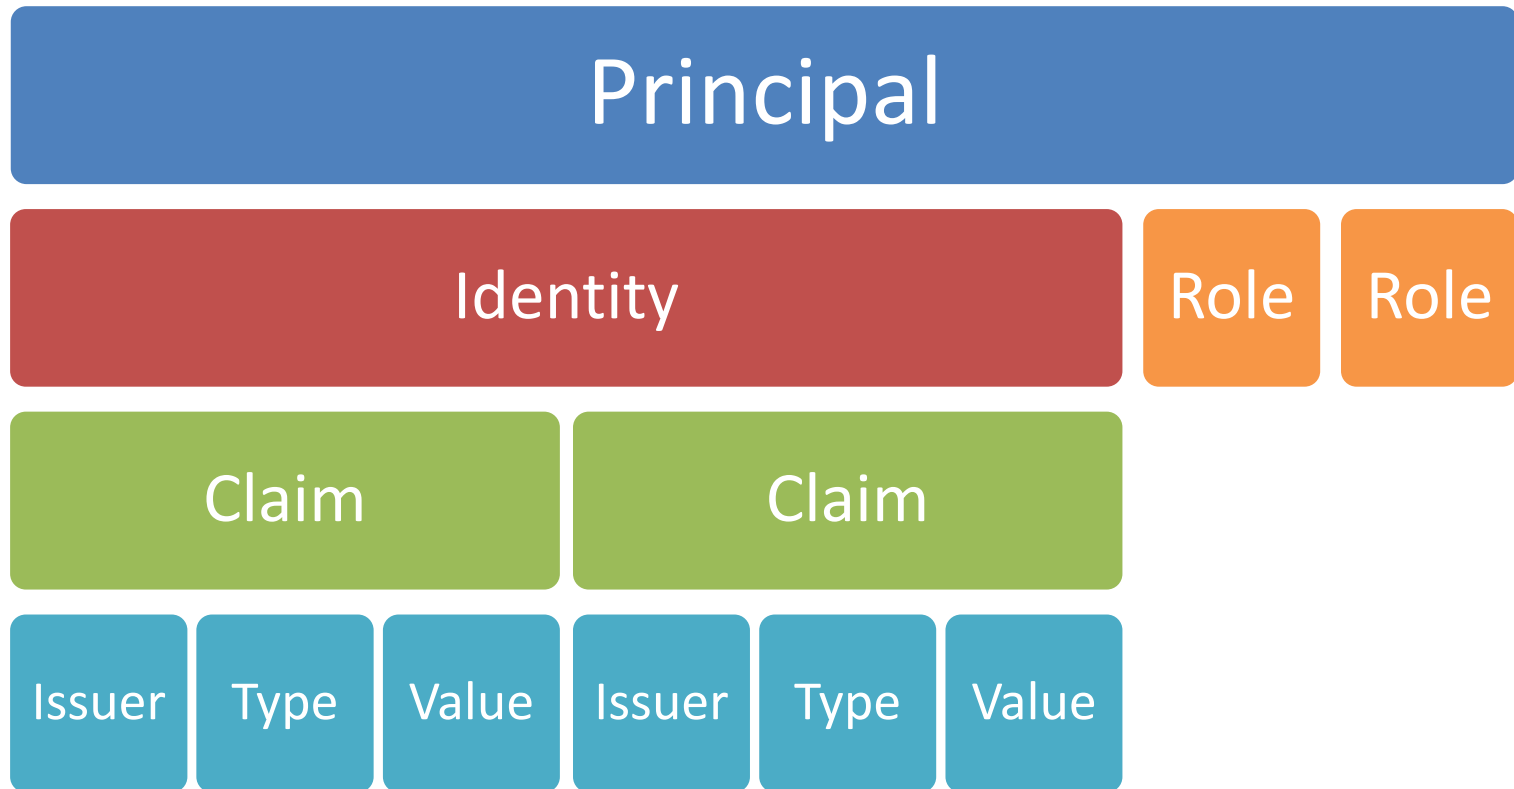 Principal
Identity Role Role
Claim Claim
Issuer Type Value Issuer Type Value